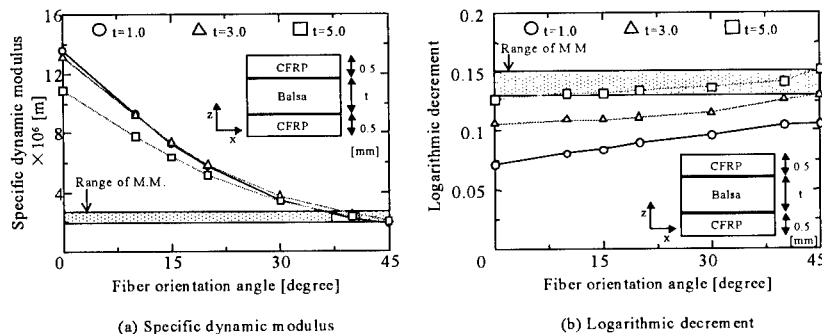 ○ t=1.0 △ t=3.0 □ t=5.0
16
12
8
4
0
Specific dynamic modulus
× 10⁶ [m]
CFRP
Balsa
CFRP
0.5
t
0.5
[mm]
z
x
Range of M.M.
0 15 30 45
Fiber orientation angle [degree]
(a) Specific dynamic modulus
○ t=1.0 △ t=3.0 □ t=5.0
Range of M.M.
0.20
0.15
0.1
0.05
Logarithmic decrement
CFRP
Balsa
CFRP
0.5
t
0.5
[mm]
z
x
0 15 30 45
Fiber orientation angle [degree]
(b) Logarithmic decrement